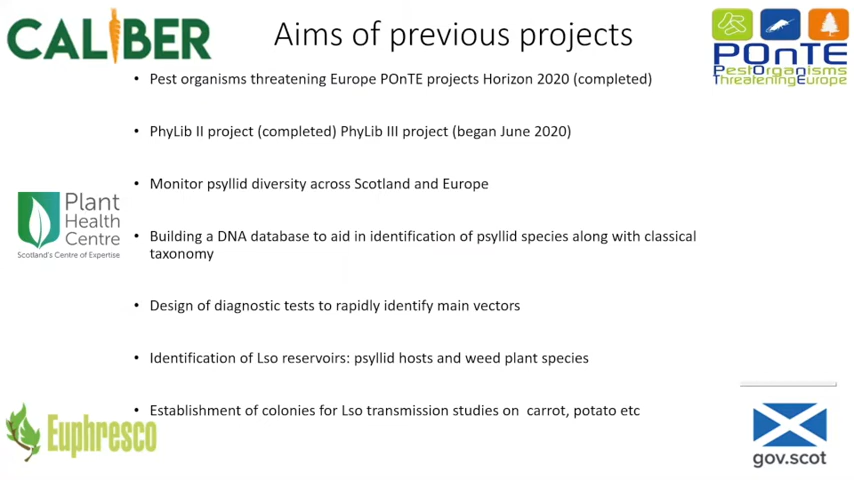 CALIBER
Aims of previous projects
POnTE
PestOrganisms
ThreateningEurope
• Pest organisms threatening Europe POnTE projects Horizon 2020 (completed)
• PhyLib II project (completed) PhyLib III project (began June 2020)
• Monitor psyllid diversity across Scotland and Europe
Plant
Health
Centre
Scotland's Centre of Expertise
• Building a DNA database to aid in identification of psyllid species along with classical
taxonomy
• Design of diagnostic tests to rapidly identify main vectors
• Identification of Lso reservoirs: psyllid hosts and weed plant species
• Establishment of colonies for Lso transmission studies on carrot, potato etc
Euphresco
gov.scot